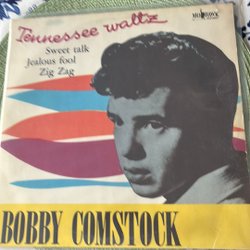 Tennessee waltz
Sweet talk
Jealous fool
Zig Zag
BOBBY COMSTOCK